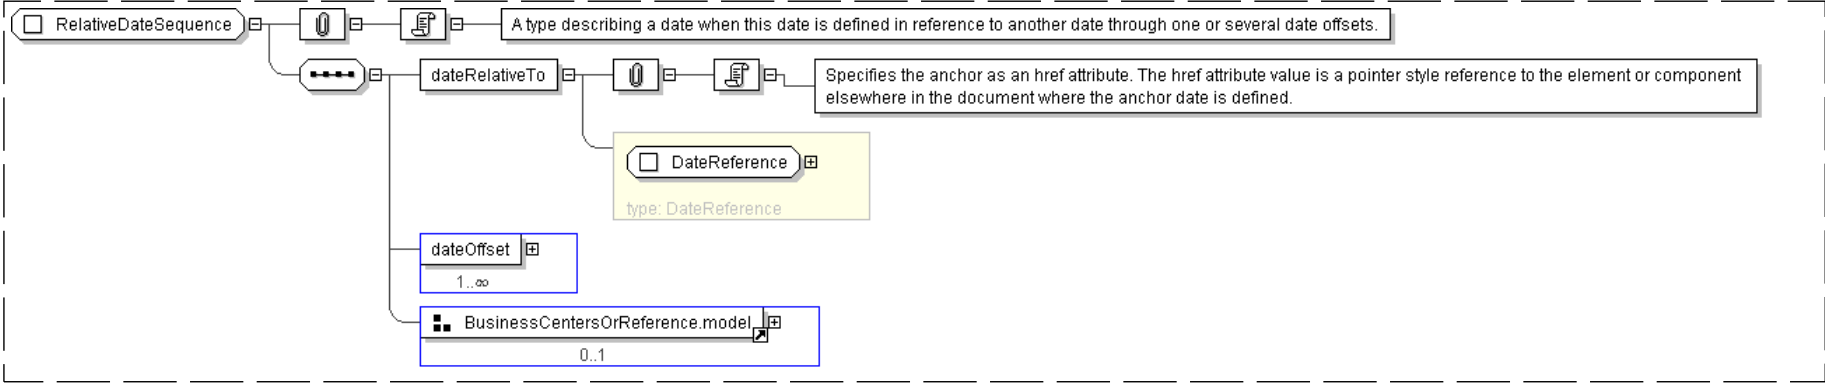 RelativeDateSequence
A type describing a date when this date is defined in reference to another date through one or several date offsets.
dateRelativeTo
Specifies the anchor as an href attribute. The href attribute value is a pointer style reference to the element or component
elsewhere in the document where the anchor date is defined.
DateReference
type: DateReference
dateOffset
1..∞
BusinessCentersOrReference.model
0..1